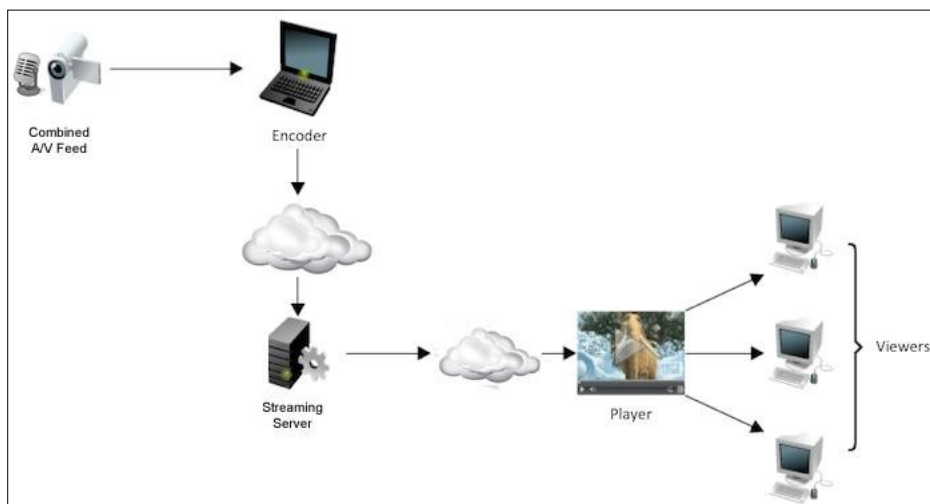 Combined
A/V Feed
Encoder
Streaming
Server
Player
Viewers